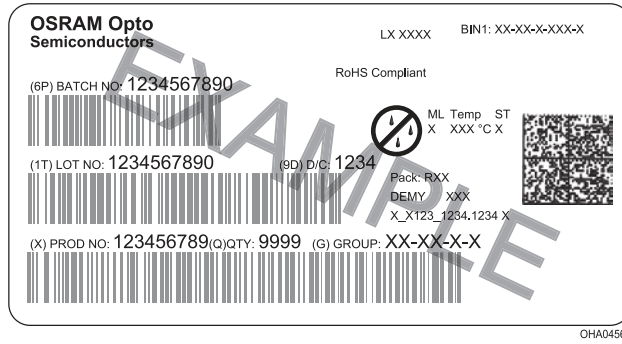 OSRAM Opto
Semiconductors
LX XXXX
BIN1: XX-XX-X-XXX-X
RoHS Compliant
(6P) BATCH NO: 1234567890
ML Temp ST
X XXX °C X
(1T) LOT NO: 1234567890
(9D) D/C: 1234
Pack: RXX
DEMY XXX
X_X123_1234.1234 X
(X) PROD NO: 123456789(Q)QTY: 9999 (G) GROUP: XX-XX-X-X
EXAMPLE
OHA0456